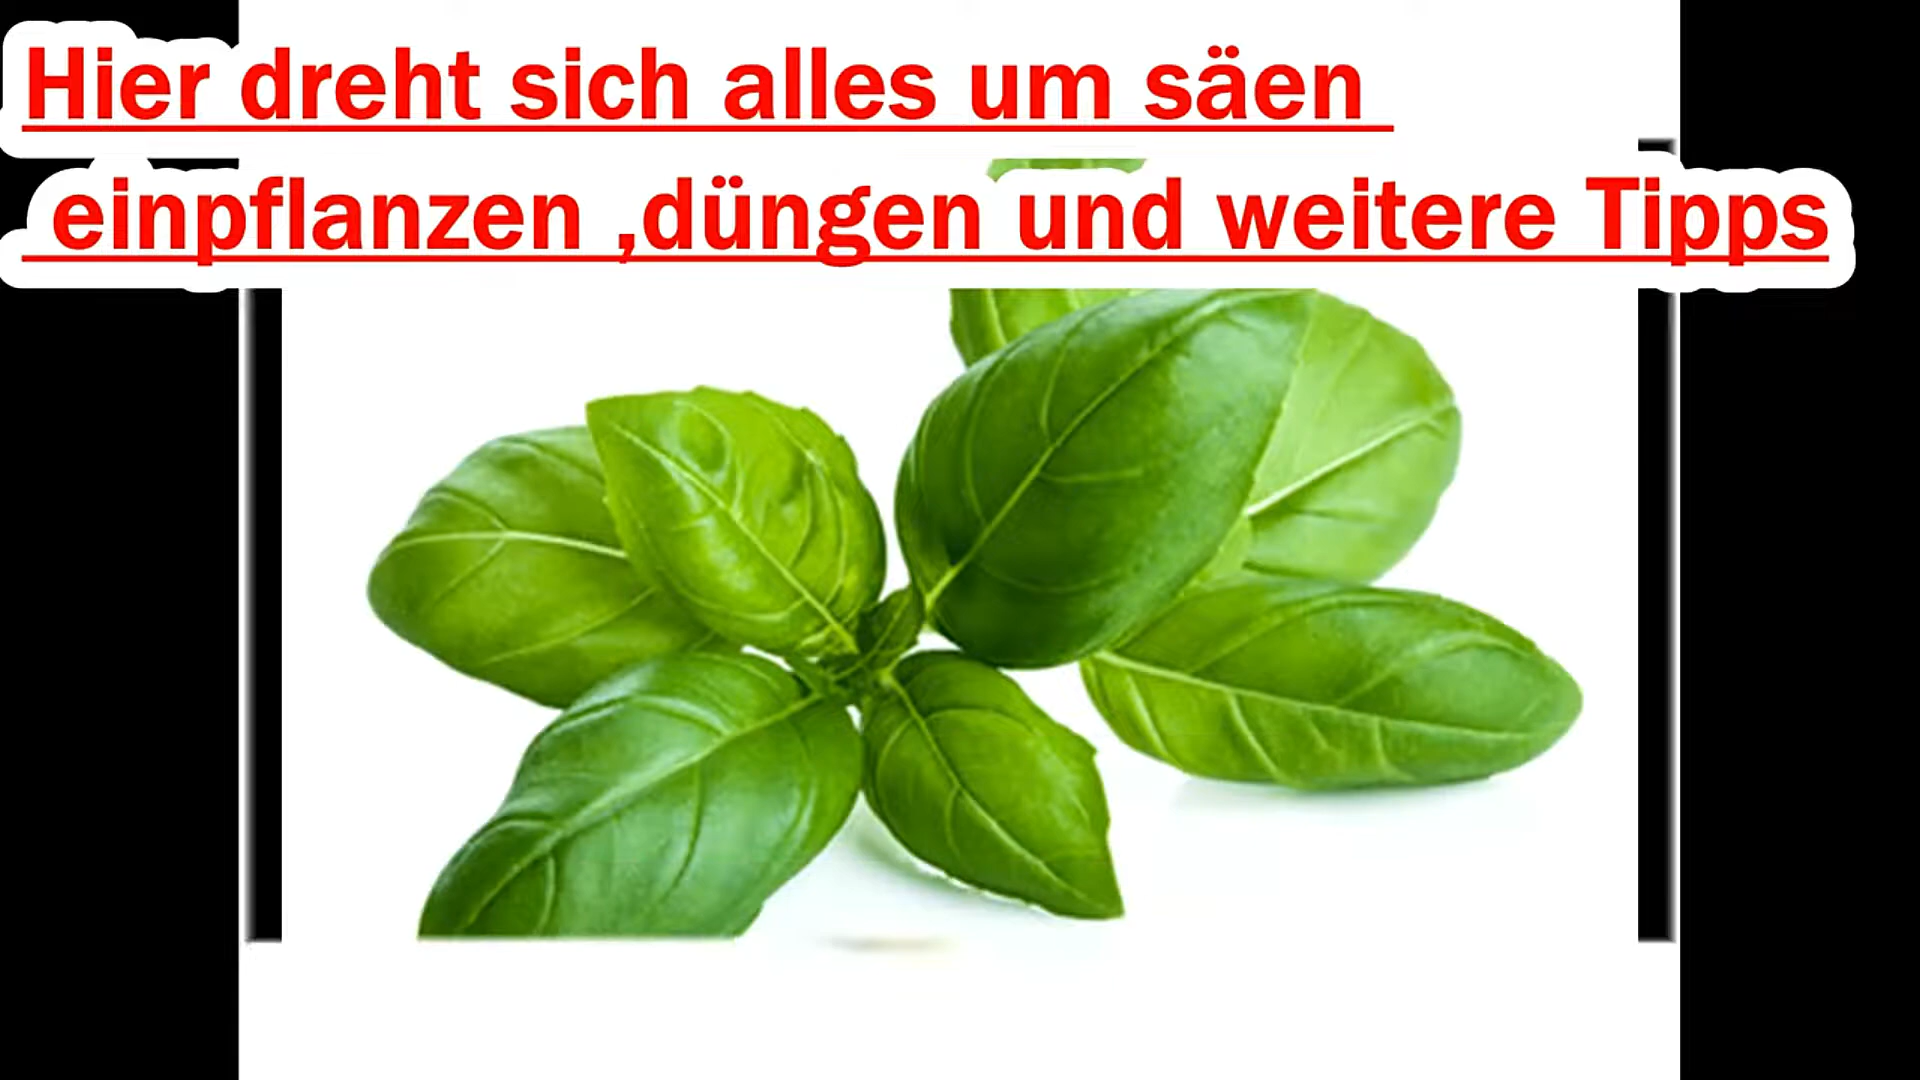 Hier dreht sich alles um säen
einpflanzen ,düngen und weitere Tipps